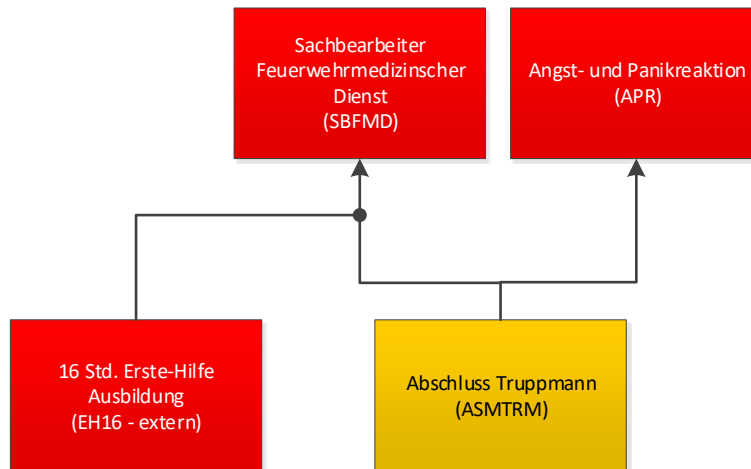 Sachbearbeiter
Feuerwehrmedizinscher
Dienst
(SBFMD)
Angst- und Panikreaktion
(APR)
16 Std. Erste-Hilfe
Ausbildung
(EH16 - extern)
Abschluss Truppmann
(ASMTRM)